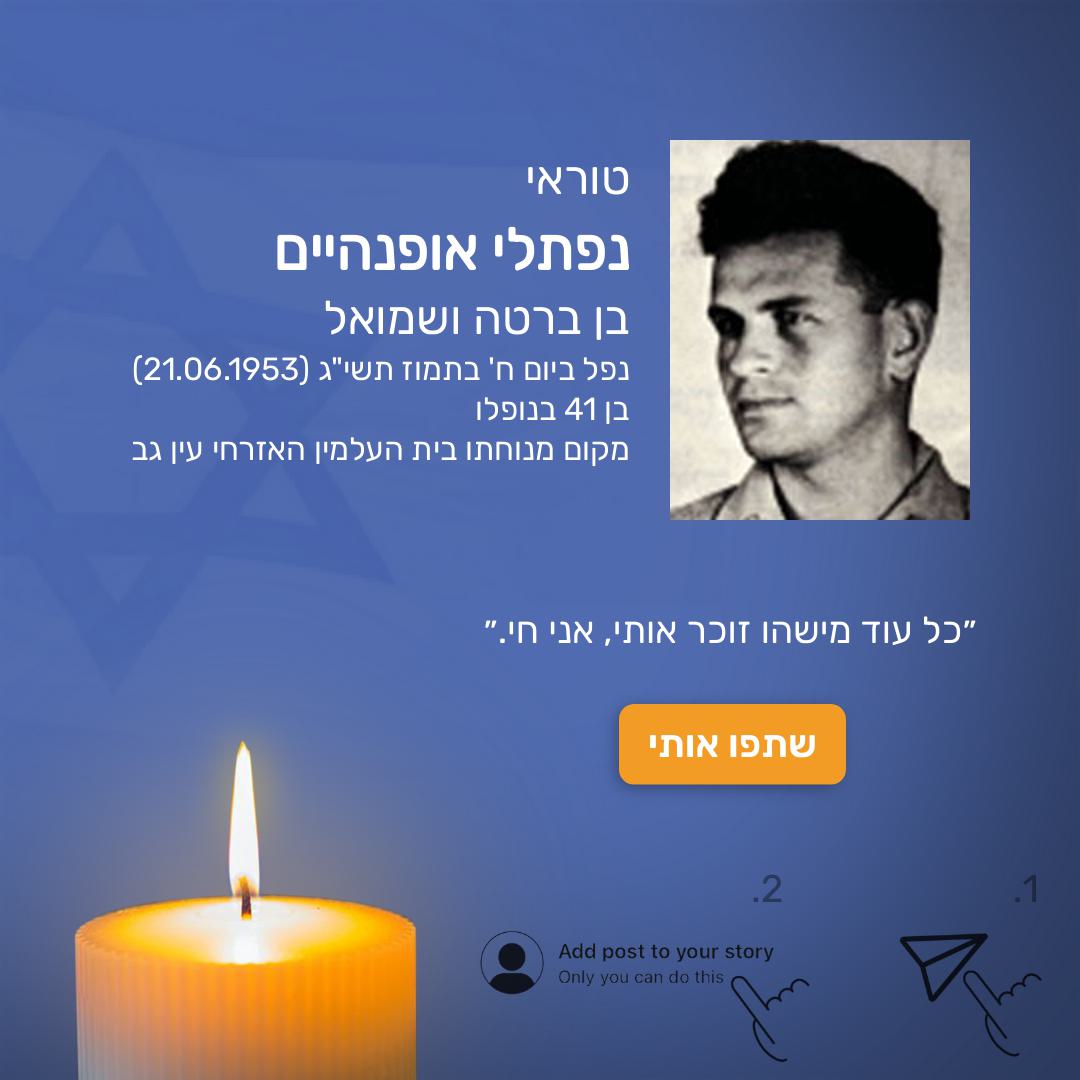 טוראי
נפתלי אופנהיים
בן ברטה ושמואל
נפל ביום ח' בתמוז תשי"ג (21.06.1953)
בן 41 בנופלו
מקום מנוחתו בית העלמין האזרחי עין גב
״כל עוד מישהו זוכר אותי, אני חי.״
שתפו אותי
1.
2.
Add post to your story
Only you can do this